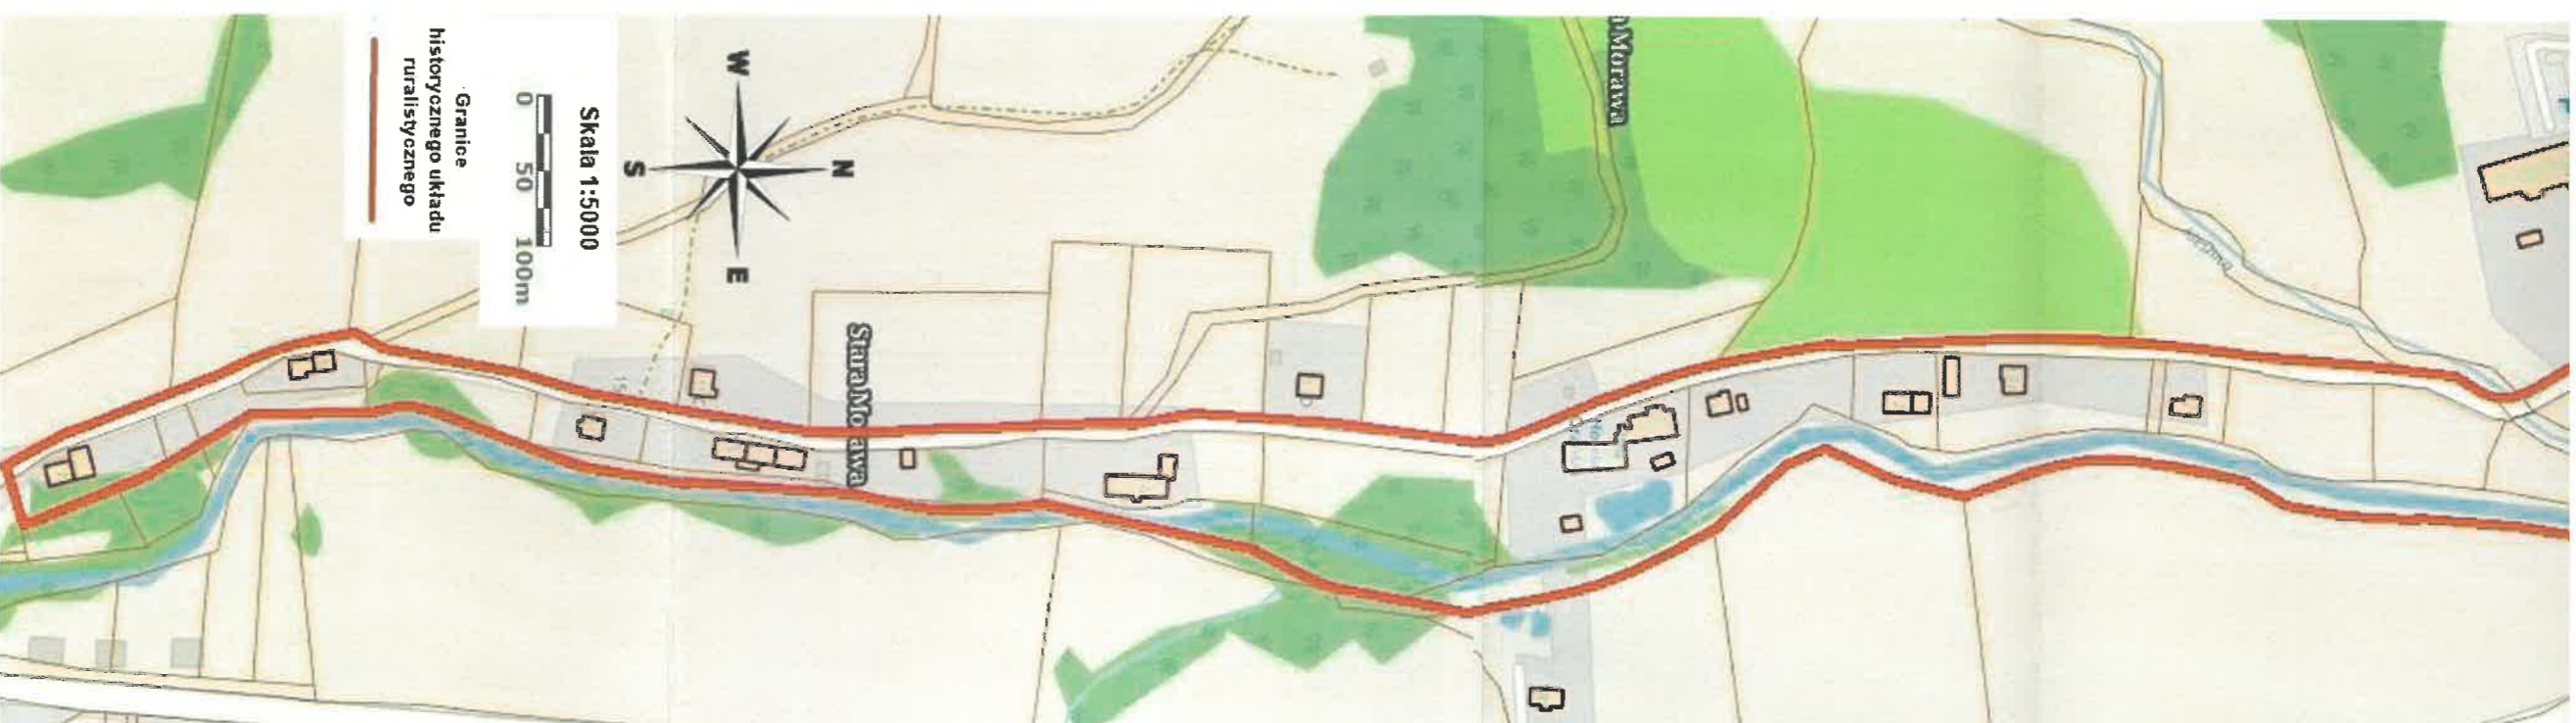 Granice
historycznego układu
ruralistycznego
Skala 1:5000
0 50 100m
W
N
S
E
Stara Morawa
Morawa